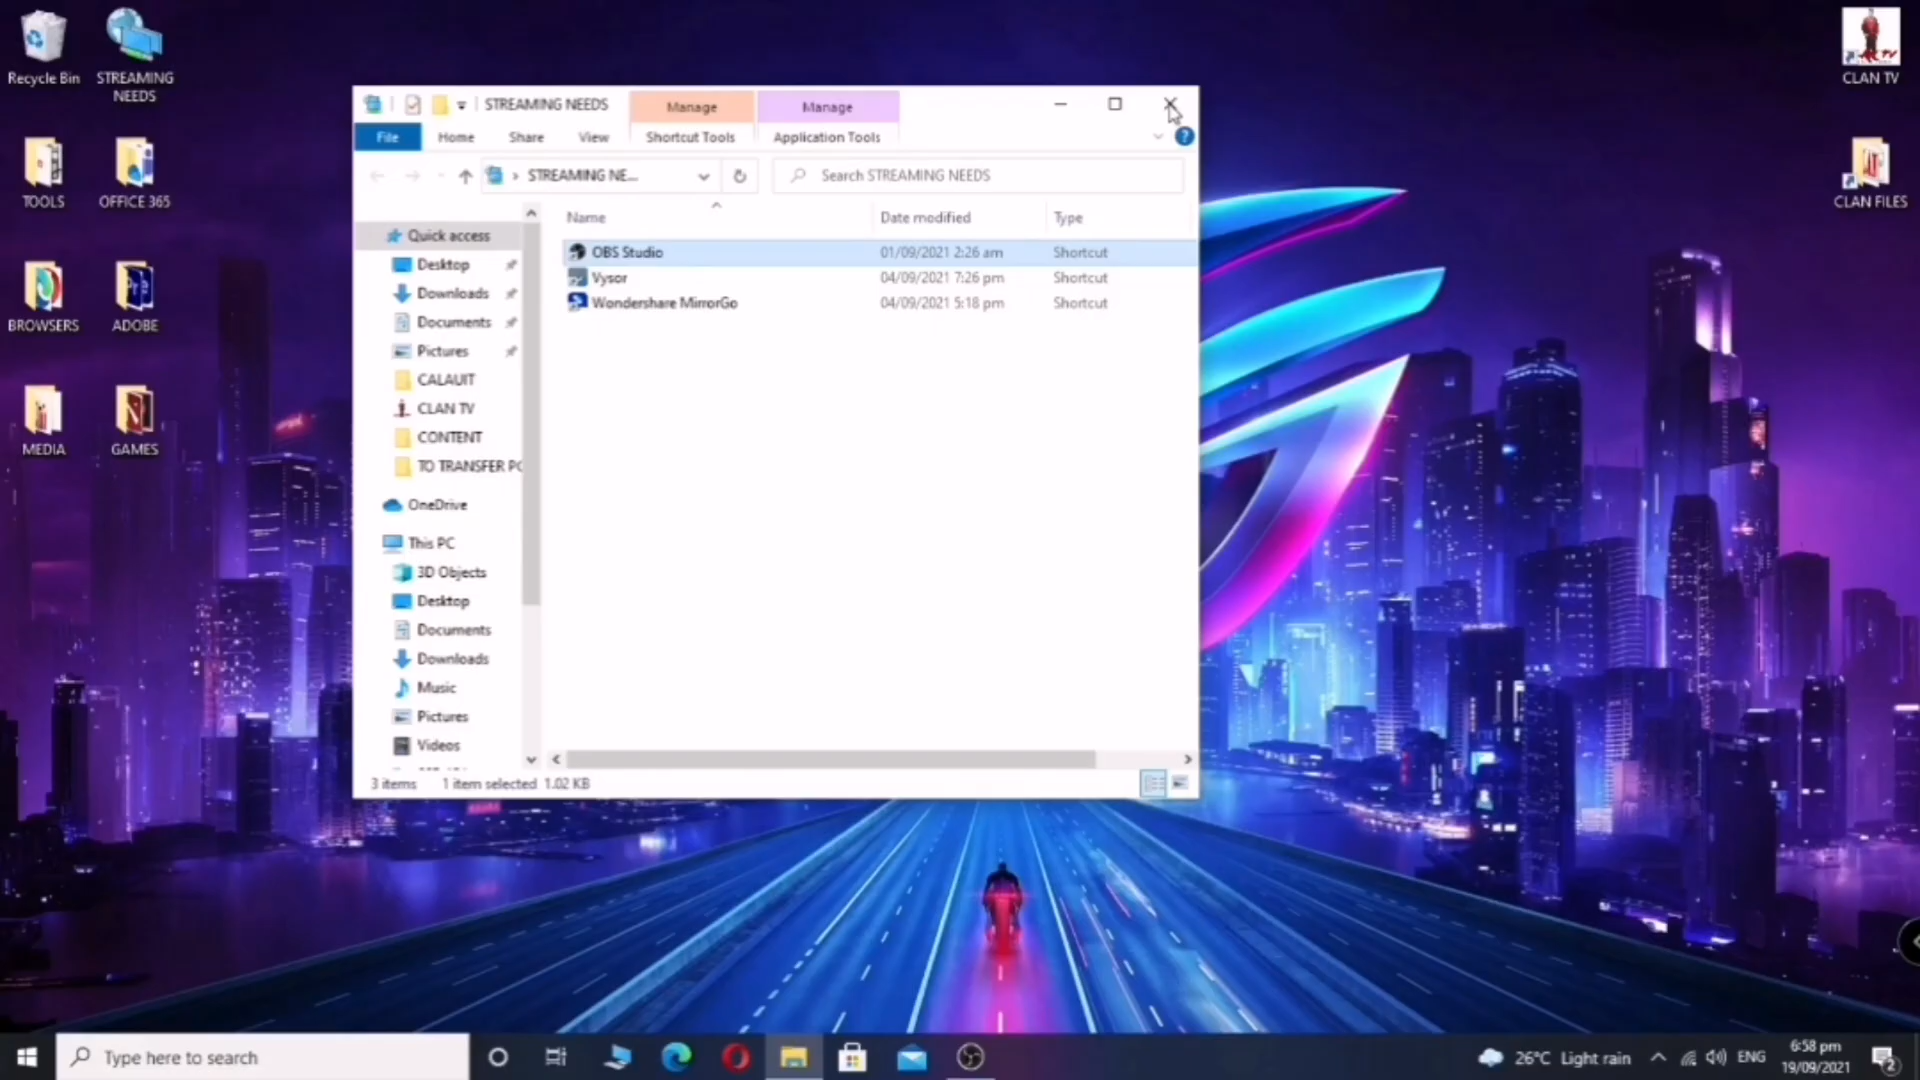 Recycle Bin
STREAMING
NEEDS
TOOLS
OFFICE 365
BROWSERS
ADOBE
MEDIA
GAMES
STREAMING NEEDS
Manage
Manage
File
Home
Share
View
Shortcut Tools
Application Tools
STREAMING NE...
Search STREAMING NEEDS
Name
Date modified
Type
OBS Studio
01/09/2021 2:26 am
Shortcut
Vysor
04/09/2021 7:26 pm
Shortcut
Wondershare MirrorGo
04/09/2021 5:18 pm
Shortcut
Quick access
Desktop
Downloads
Documents
Pictures
CALAUIT
CLAN TV
CONTENT
TO TRANSFER PC
OneDrive
This PC
3D Objects
Desktop
Documents
Downloads
Music
Pictures
Videos
3 items
1 item selected 1.02 KB
CLAN TV
CLAN FILES
Type here to search
26°C Light rain
ENG
6:58 pm
19/09/2021
2